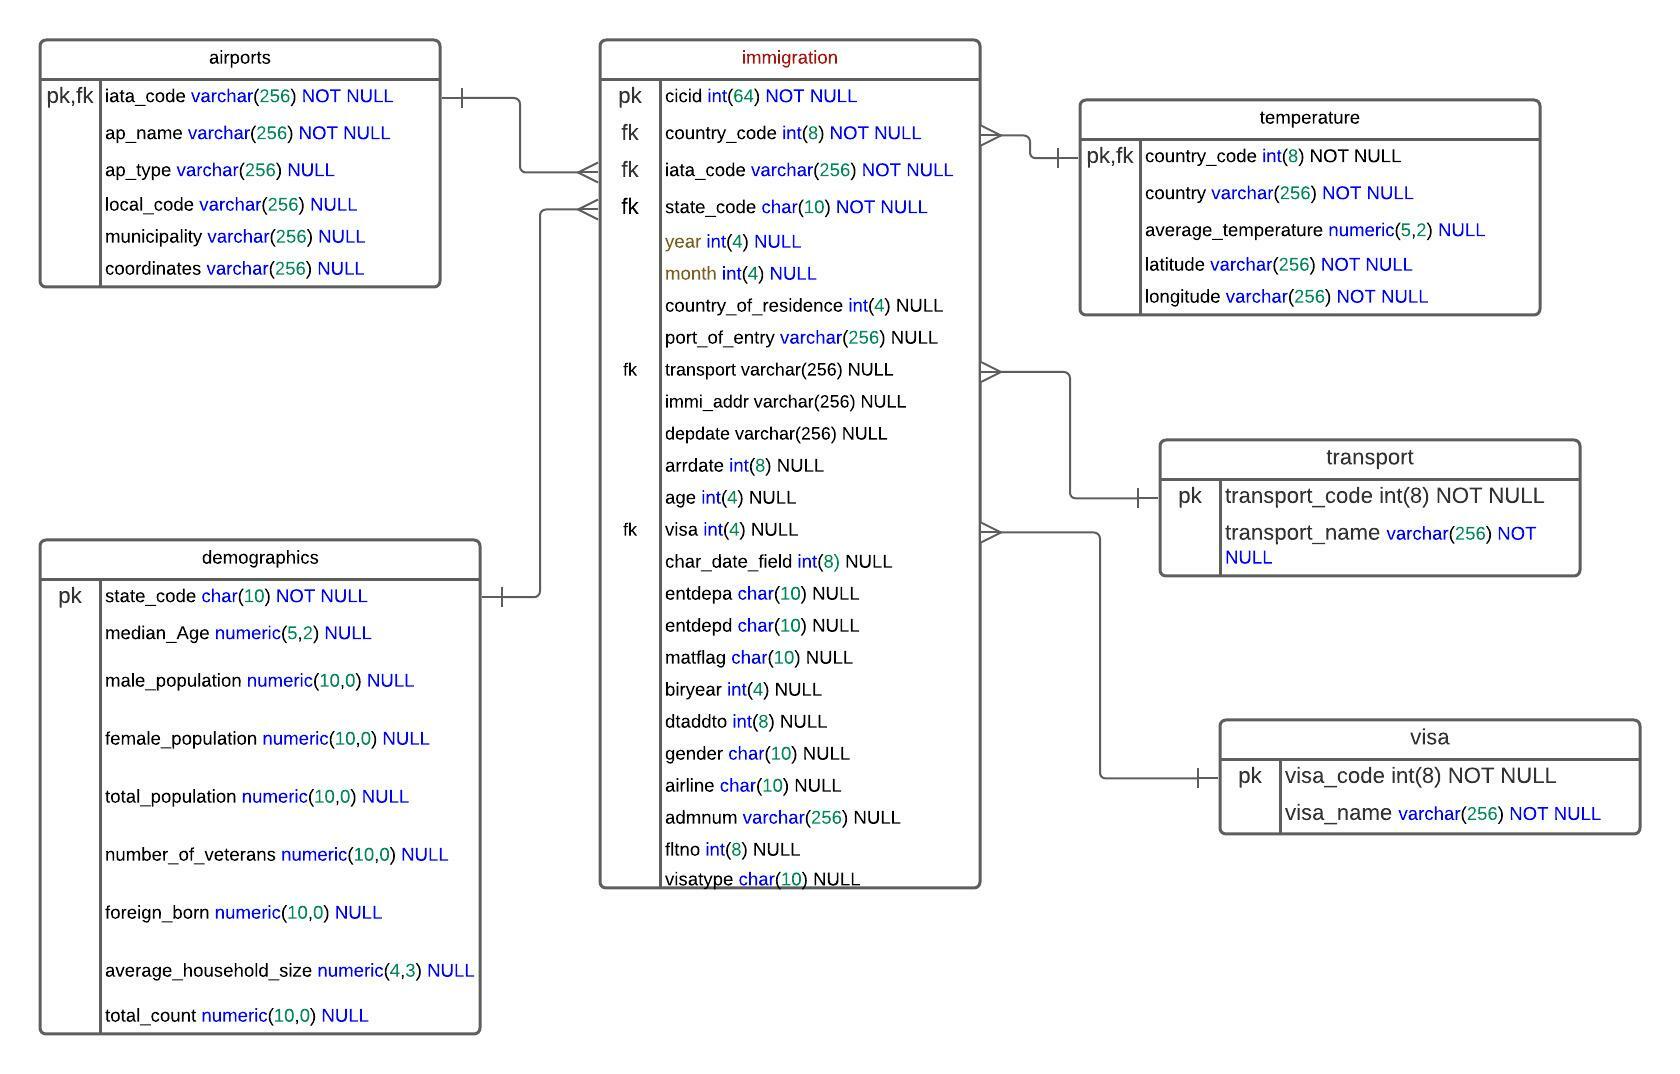 airports
pk,fk iata_code varchar(256) NOT NULL
ap_name varchar(256) NOT NULL
ap_type varchar(256) NULL
local_code varchar(256) NULL
municipality varchar(256) NULL
coordinates varchar(256) NULL
demographics
pk state_code char(10) NOT NULL
median_Age numeric(5,2) NULL
male_population numeric(10,0) NULL
female_population numeric(10,0) NULL
total_population numeric(10,0) NULL
number_of_veterans numeric(10,0) NULL
foreign_born numeric(10,0) NULL
average_household_size numeric(4,3) NULL
total_count numeric(10,0) NULL
immigration
pk cicid int(64) NOT NULL
fk country_code int(8) NOT NULL
fk iata_code varchar(256) NOT NULL
fk state_code char(10) NOT NULL
year int(4) NULL
month int(4) NULL
country_of_residence int(4) NULL
port_of_entry varchar(256) NULL
fk transport varchar(256) NULL
immi_addr varchar(256) NULL
depdate varchar(256) NULL
arrdate int(8) NULL
age int(4) NULL
fk visa int(4) NULL
char_date_field int(8) NULL
entdepa char(10) NULL
entdepd char(10) NULL
matflag char(10) NULL
biryear int(4) NULL
dtaddto int(8) NULL
gender char(10) NULL
airline char(10) NULL
admnum varchar(256) NULL
fltno int(8) NULL
visatype char(10) NULL
temperature
pk,fk country_code int(8) NOT NULL
country varchar(256) NOT NULL
average_temperature numeric(5,2) NULL
latitude varchar(256) NOT NULL
longitude varchar(256) NOT NULL
transport
pk transport_code int(8) NOT NULL
transport_name varchar(256) NOT
NULL
visa
pk visa_code int(8) NOT NULL
visa_name varchar(256) NOT NULL